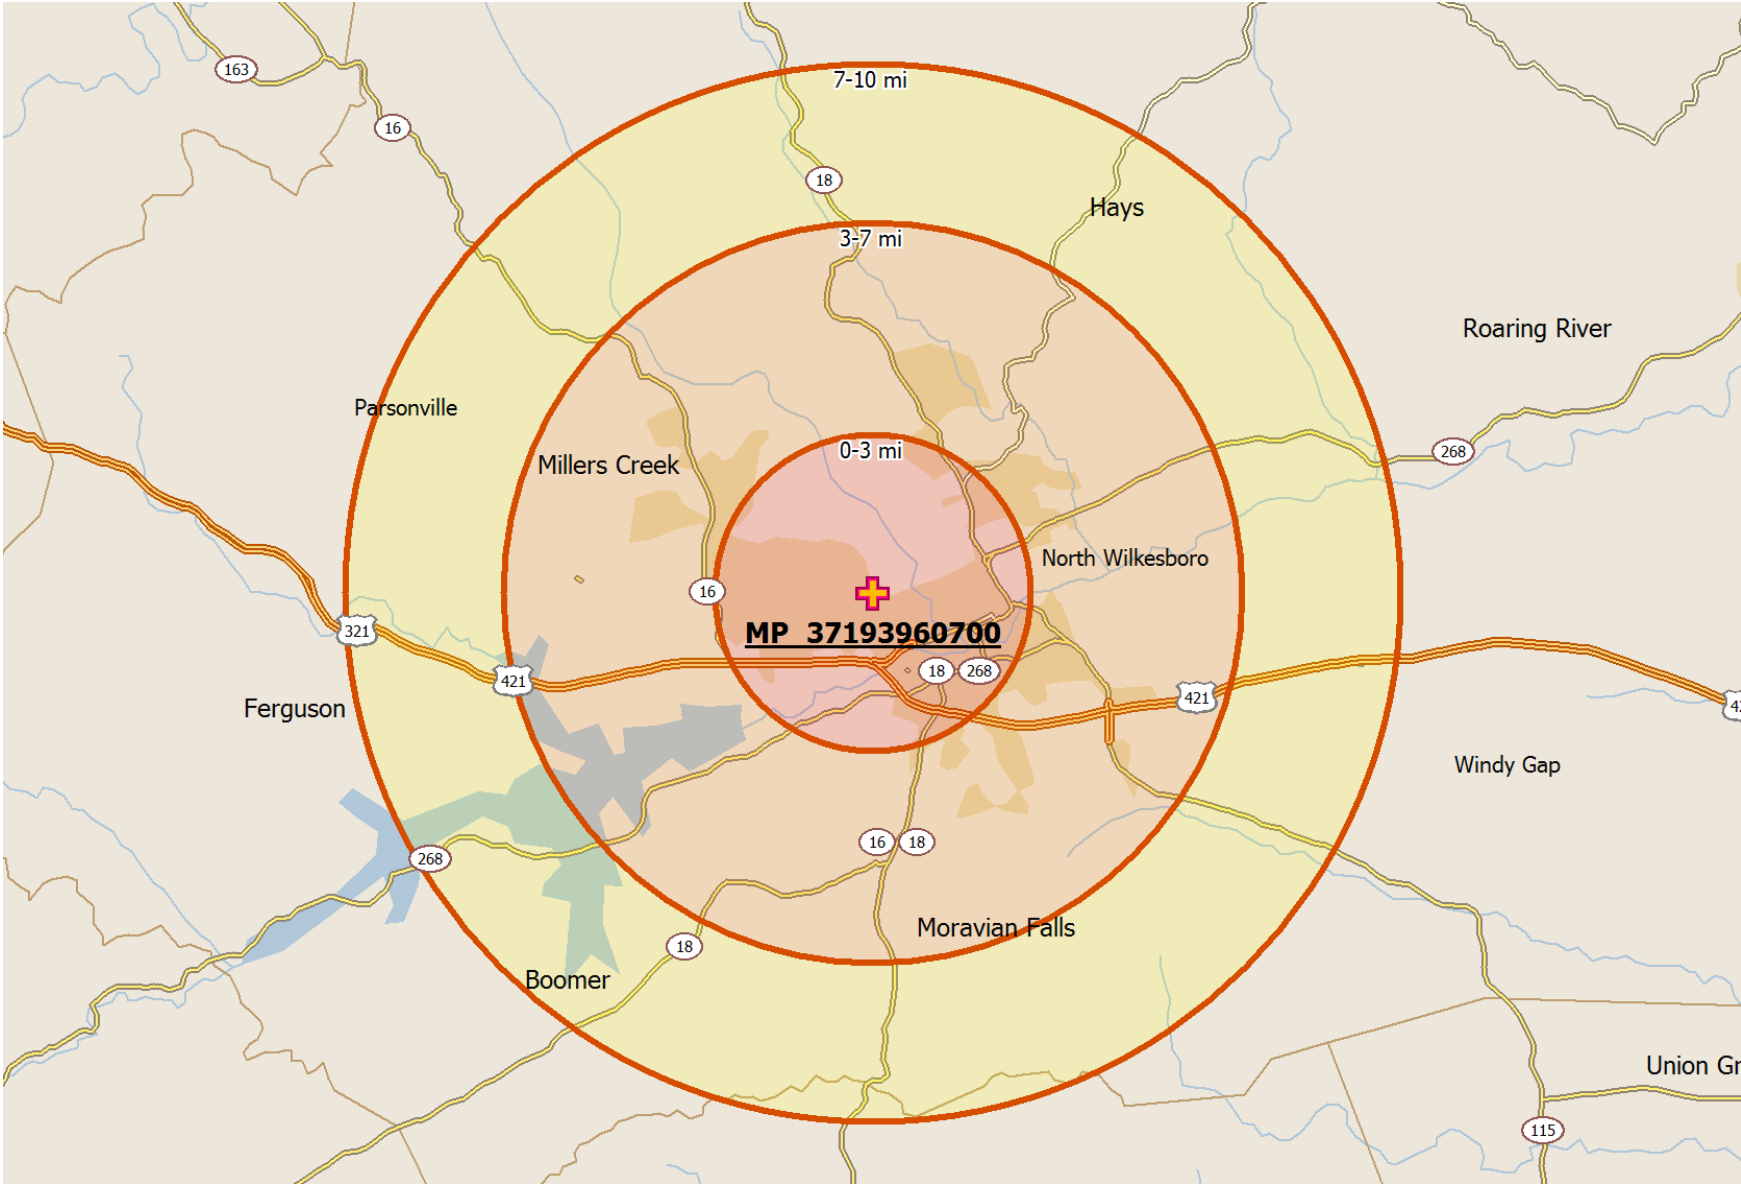 163
7-10 mi
16
18
Hays
3-7 mi
Roaring River
Parsonville
0-3 mi
268
Millers Creek
North Wilkesboro
16
321
MP 37193960700
18
268
421
421
42
Ferguson
Windy Gap
16
18
268
Moravian Falls
18
Boomer
Union Gr
115